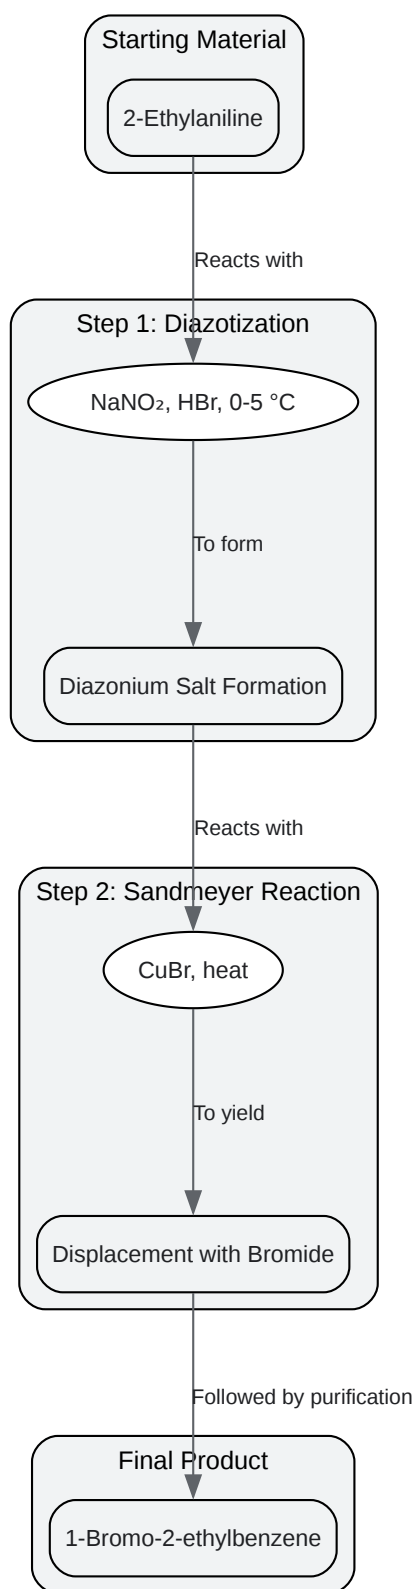 Starting Material
2-Ethylaniline
Reacts with
Step 1: Diazotization
NaNO₂, HBr, 0-5 °C
To form
Diazonium Salt Formation
Reacts with
Step 2: Sandmeyer Reaction
CuBr, heat
To yield
Displacement with Bromide
Followed by purification
Final Product
1-Bromo-2-ethylbenzene